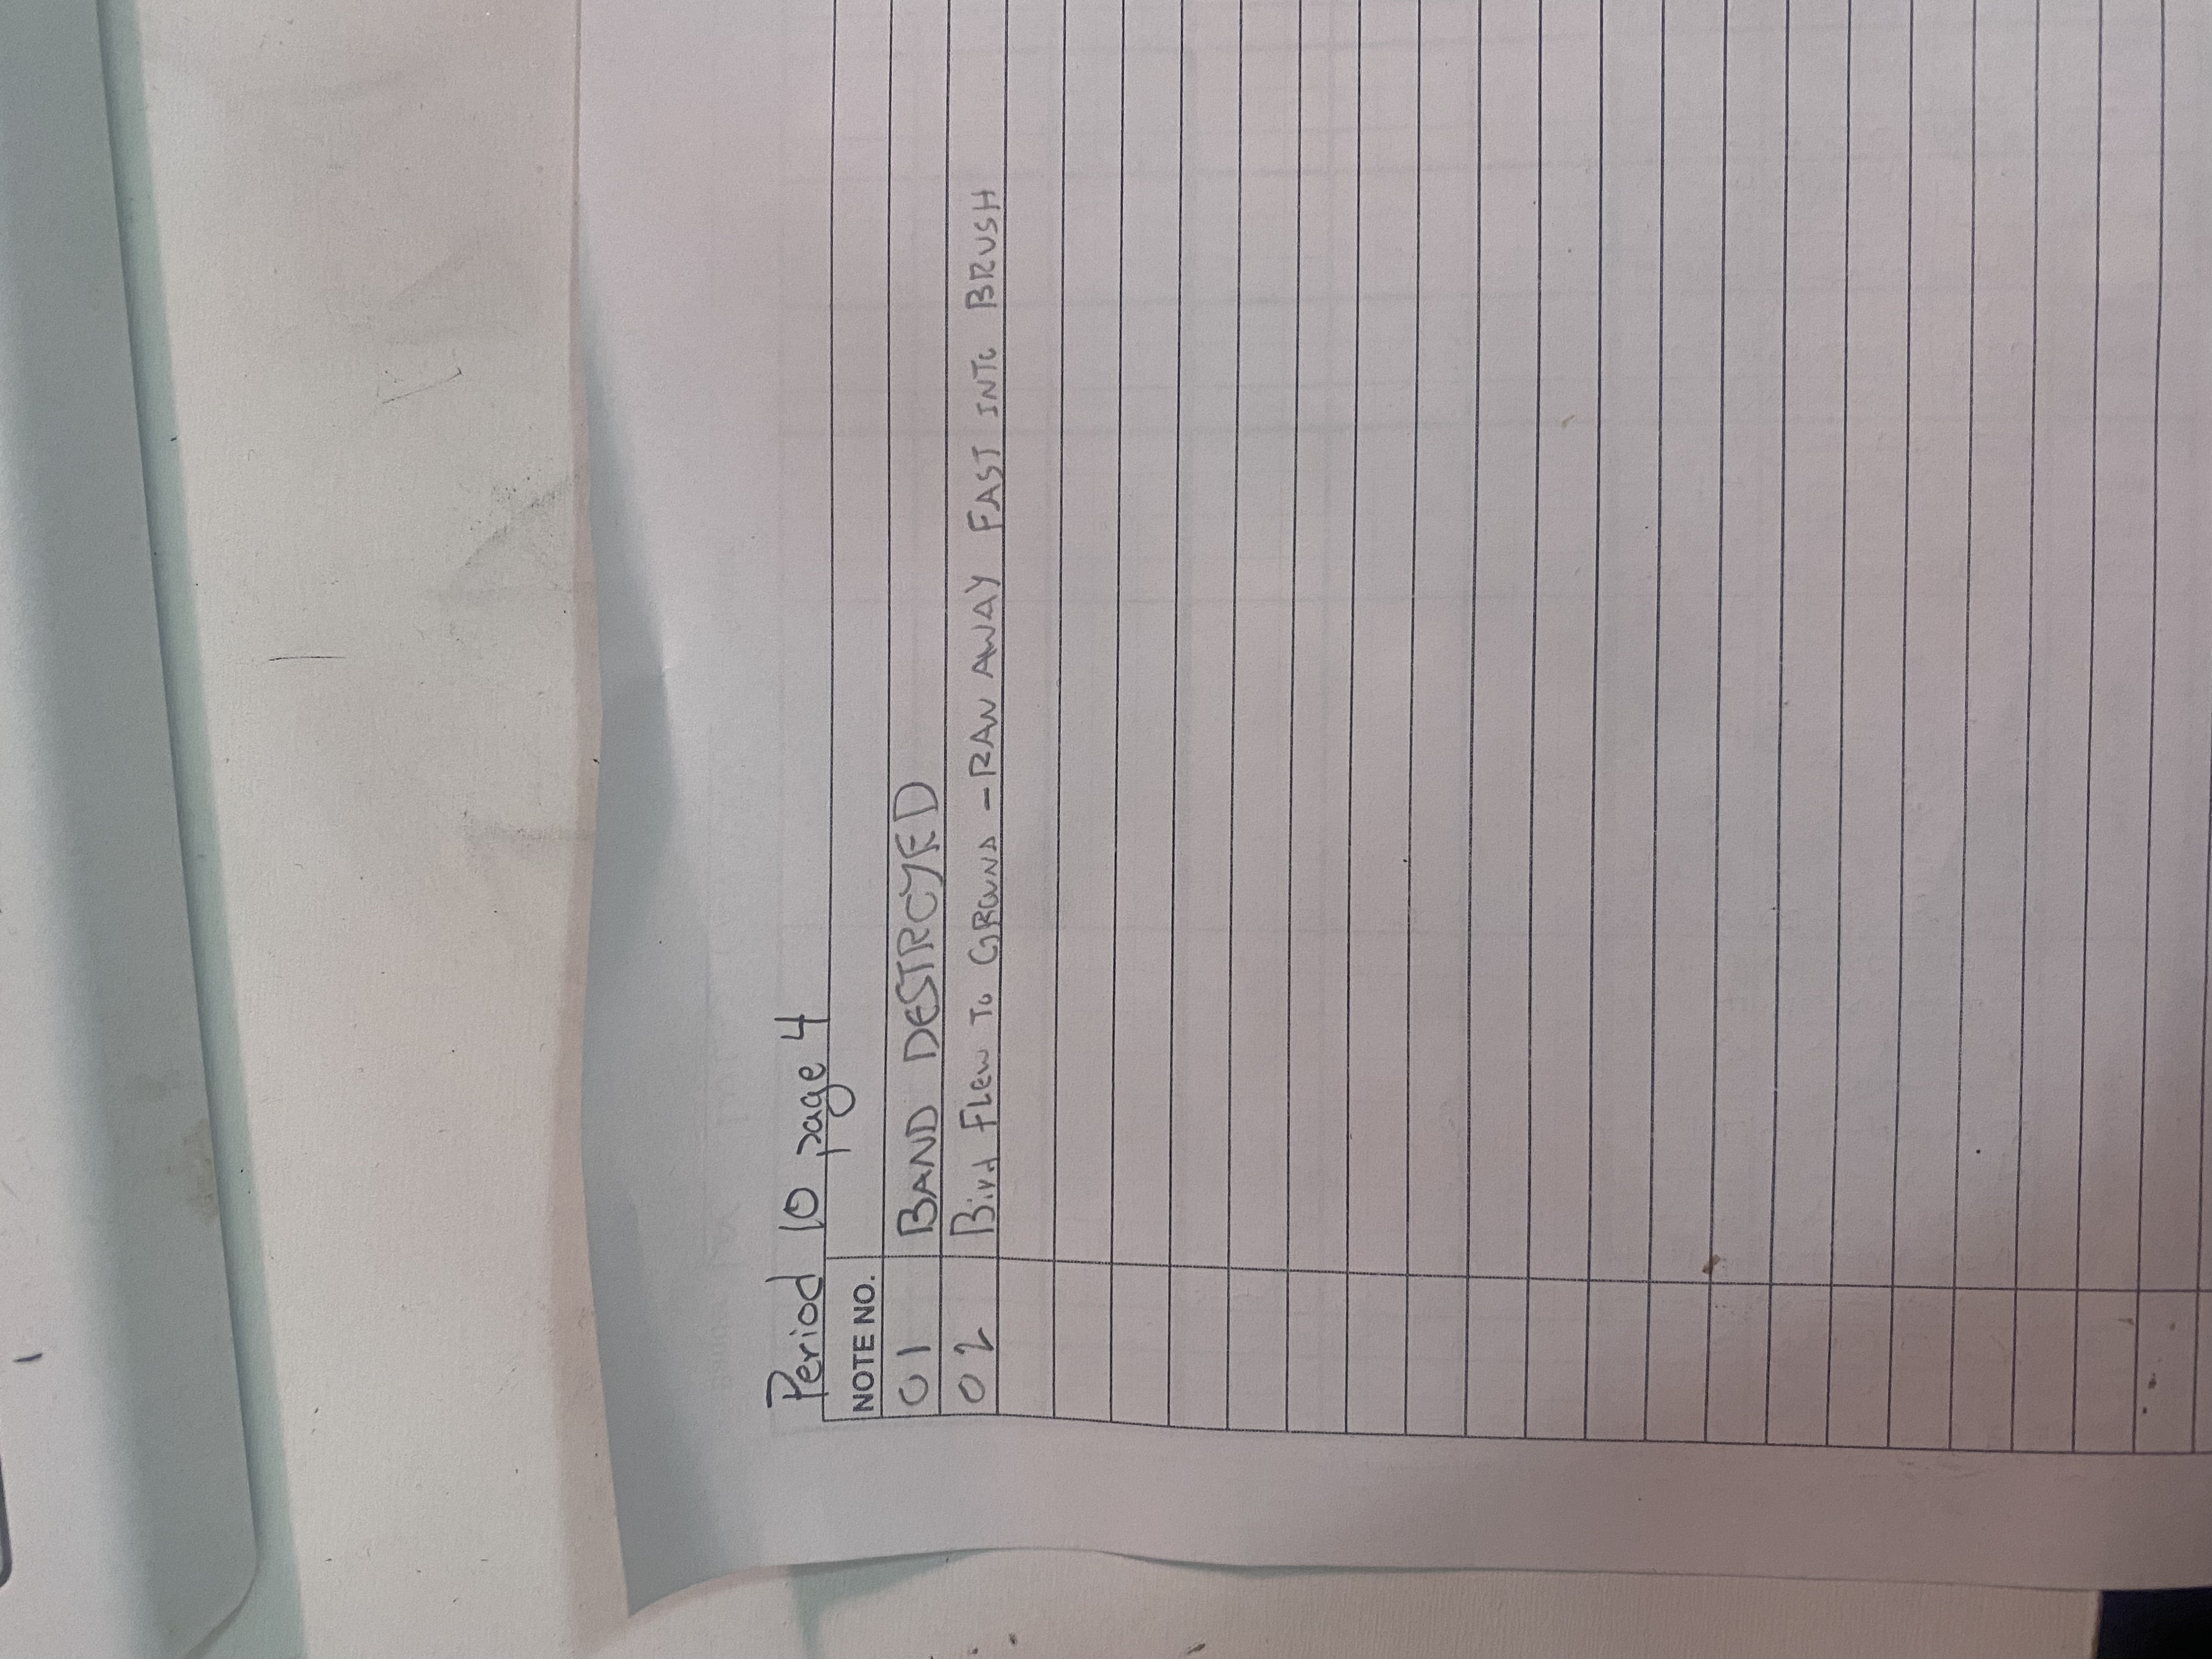 Period 10 page 4
NOTE NO.
01 BAND DESTROYED
02 Bird FLEW TO GROUND - RAN AWAY FAST INTO BRUSH